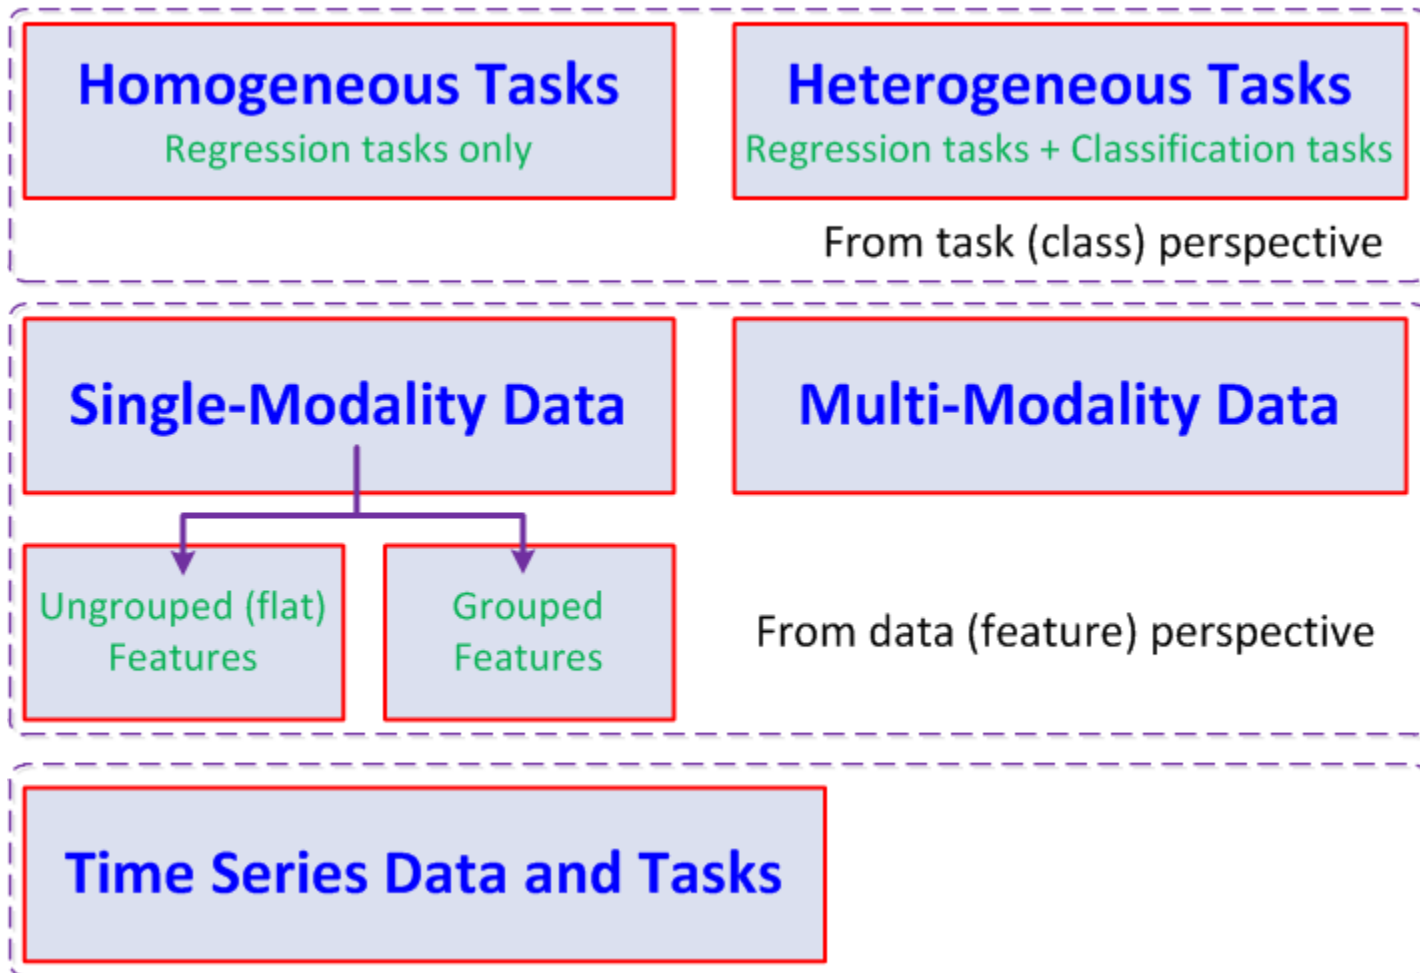 Homogeneous Tasks
Regression tasks only
Heterogeneous Tasks
Regression tasks + Classification tasks
From task (class) perspective
Single-Modality Data
Multi-Modality Data
Ungrouped (flat)
Features
Grouped
Features
From data (feature) perspective
Time Series Data and Tasks